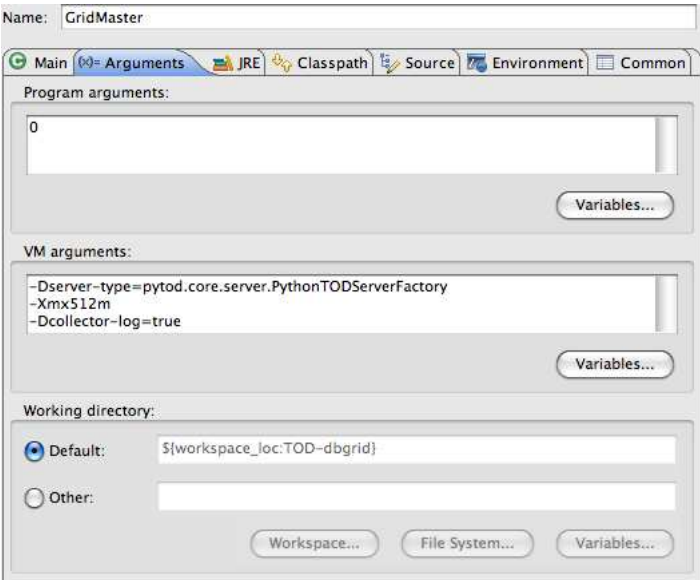 Name: GridMaster
Main (x)= Arguments JRE Classpath Source Environment Common
Program arguments:
0
Variables...
VM arguments:
-Dserver-type=pytod.core.server.PythonTODServerFactory
-Xmx512m
-Dcollector-log=true
Variables...
Working directory:
Default: ${workspace_loc:TOD-dbgrid}
Other:
Workspace... File System... Variables...